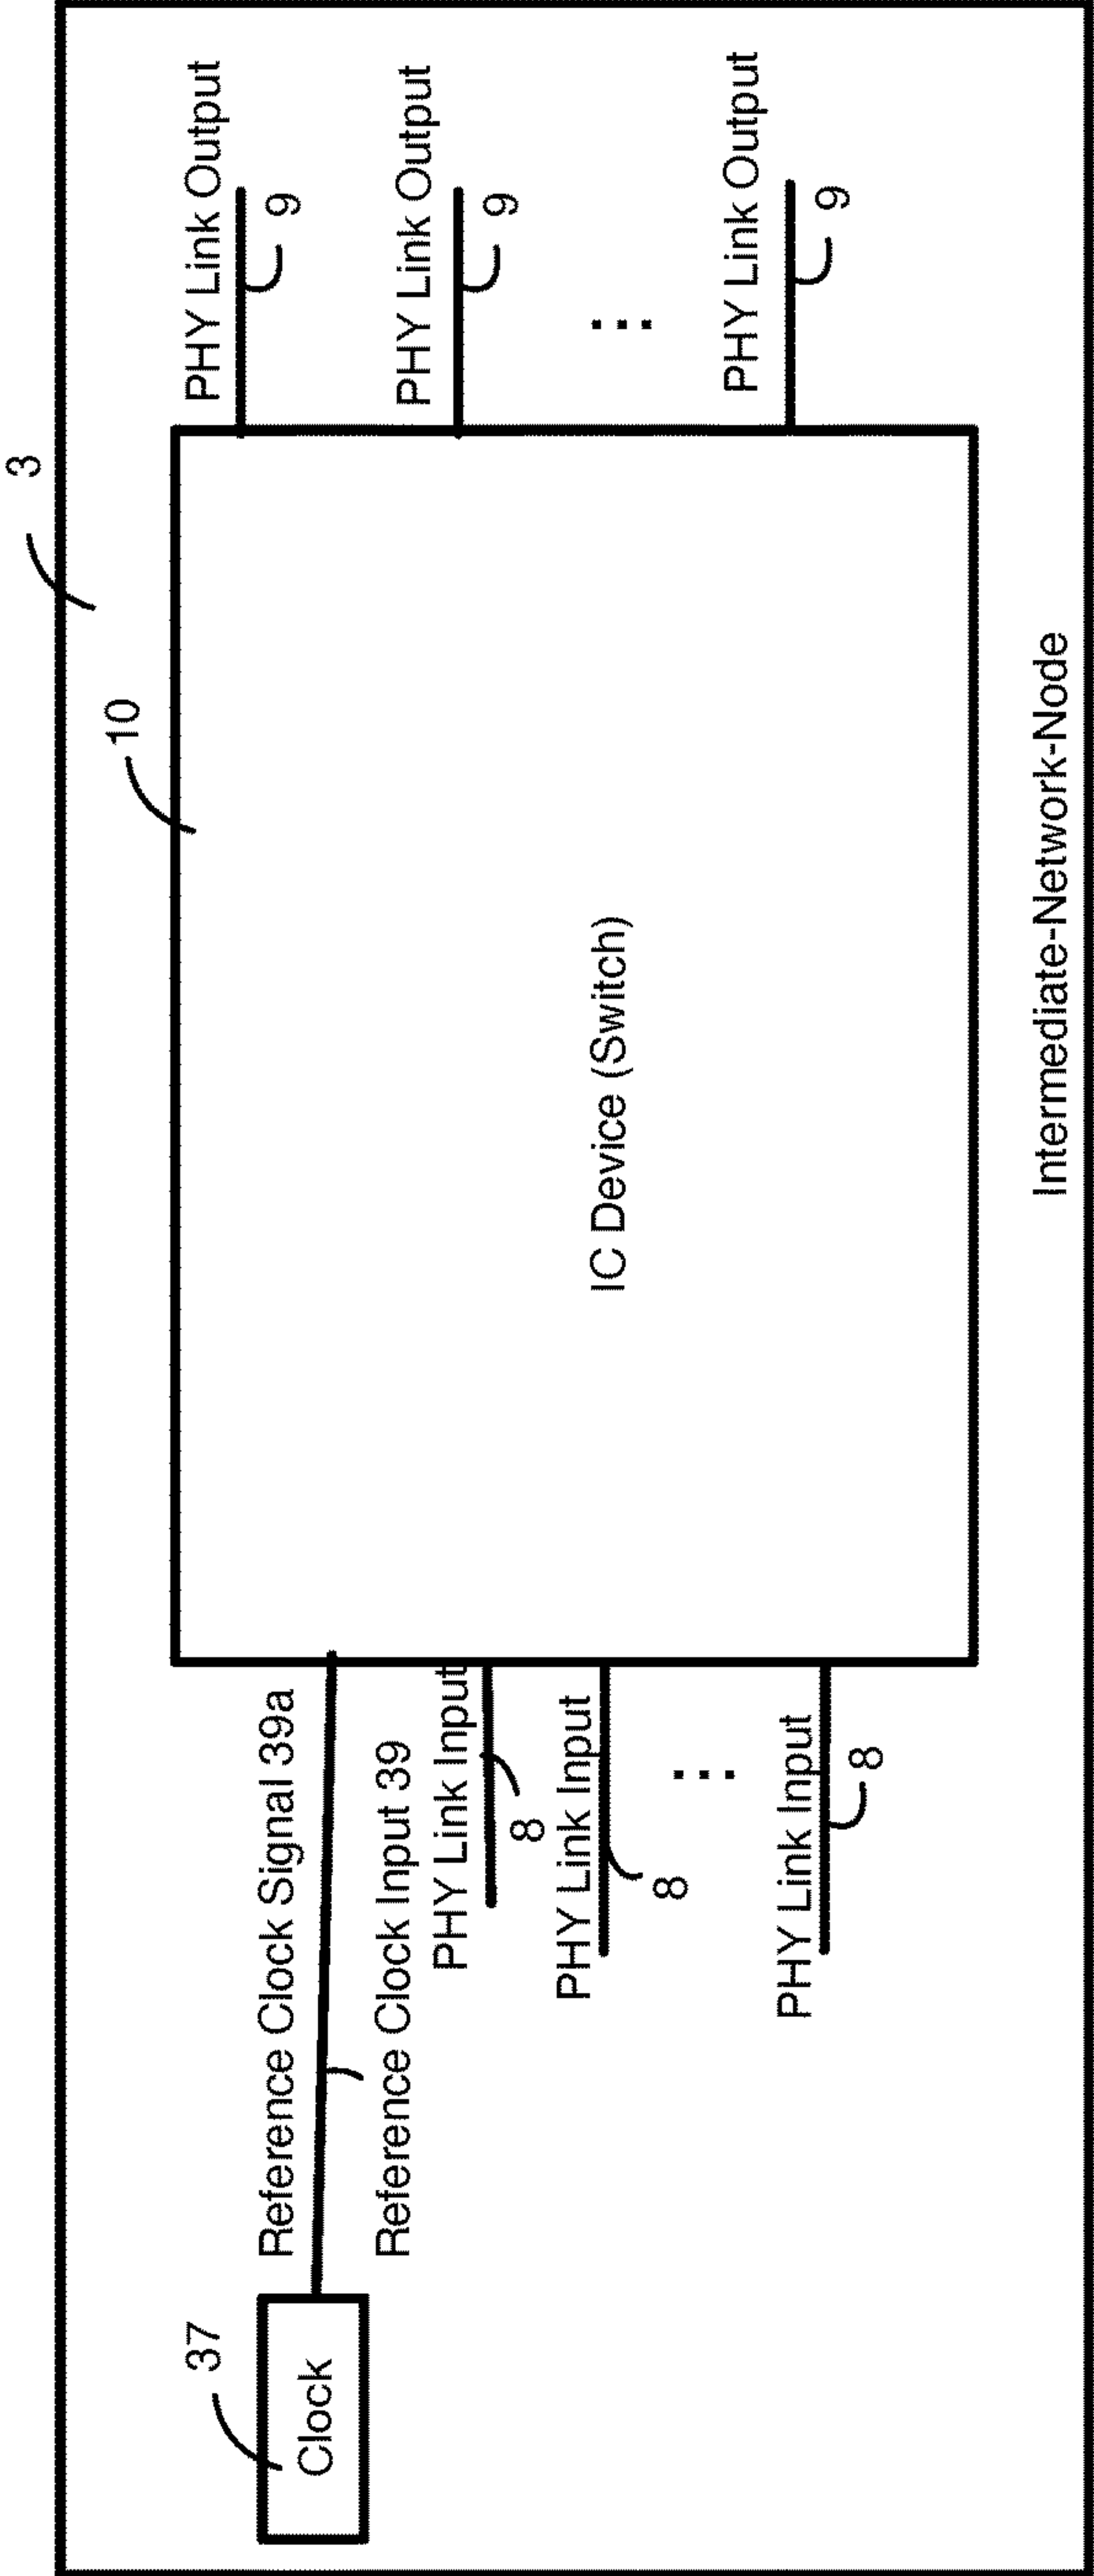 3
10
37
Clock
Reference Clock Signal 39a
Reference Clock Input 39
PHY Link Input
8
PHY Link Input
8
...
PHY Link Input
8
IC Device (Switch)
PHY Link Output
9
PHY Link Output
9
...
PHY Link Output
9
Intermediate-Network-Node